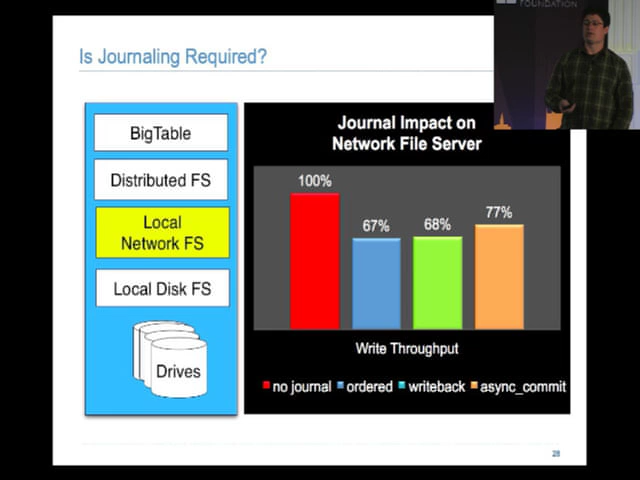 Is Journaling Required?
FOUNDATION
BigTable
Distributed FS
Local
Network FS
Local Disk FS
Drives
Journal Impact on
Network File Server
100%
67%
68%
77%
Write Throughput
no journal ordered writeback async_commit
28